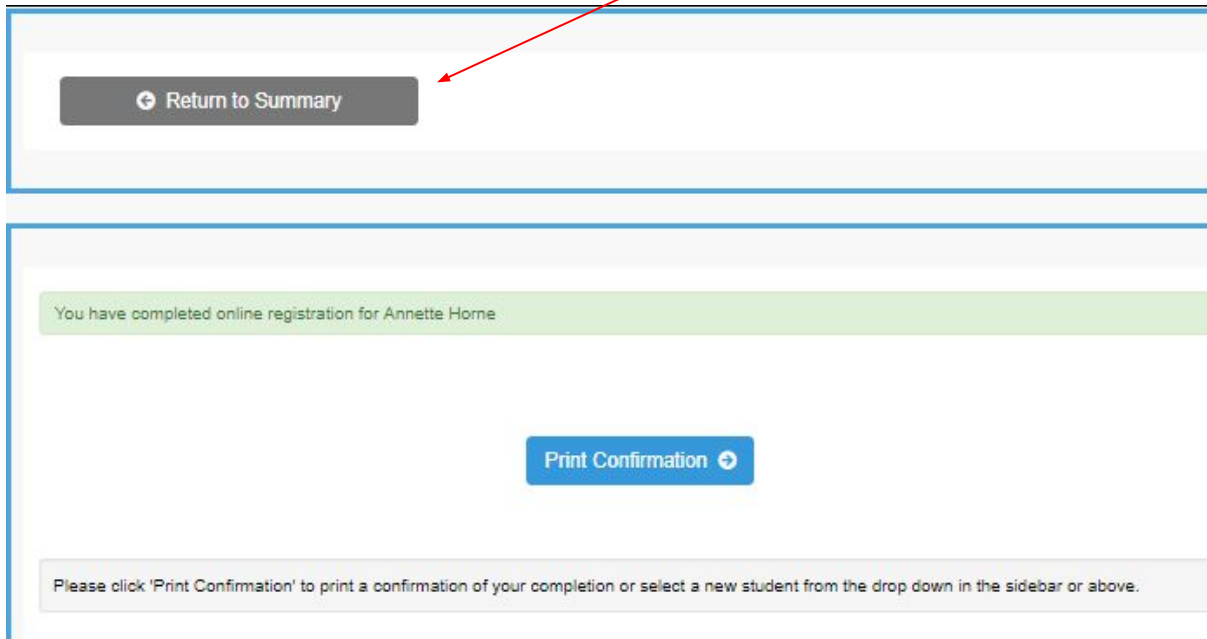 Return to Summary
You have completed online registration for Annette Horne
Print Confirmation
Please click 'Print Confirmation' to print a confirmation of your completion or select a new student from the drop down in the sidebar or above.